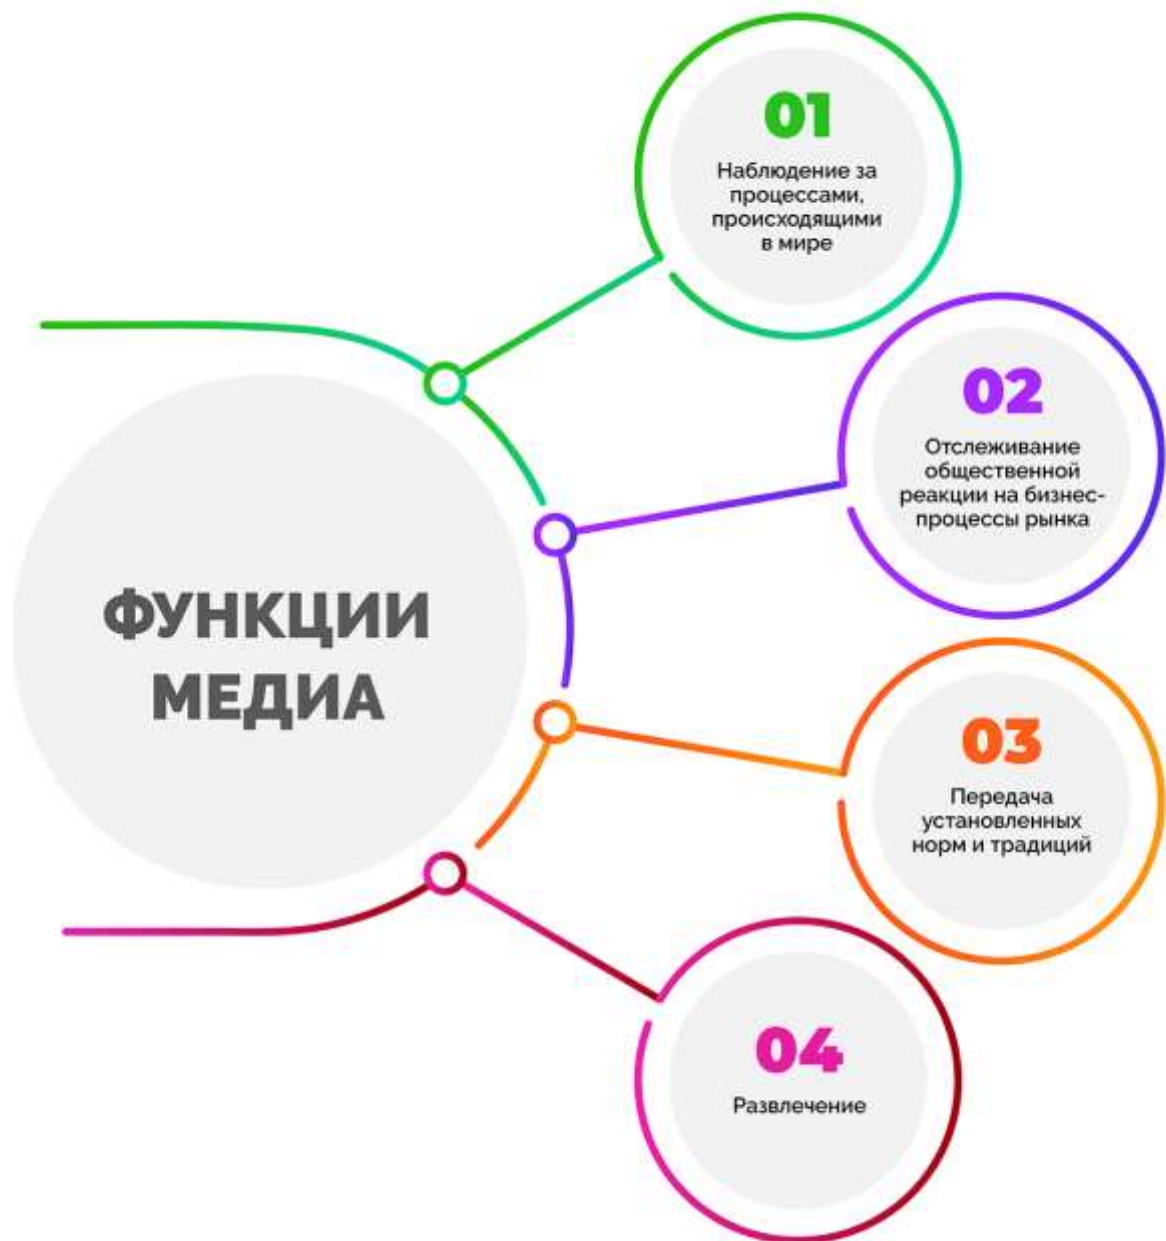 ФУНКЦИИ
МЕДИА
01
Наблюдение за
процессами,
происходящими
в мире
02
Отслеживание
общественной
реакции на бизнес-
процессы рынка
03
Передача
установленных
норм и традиций
04
Развлечение